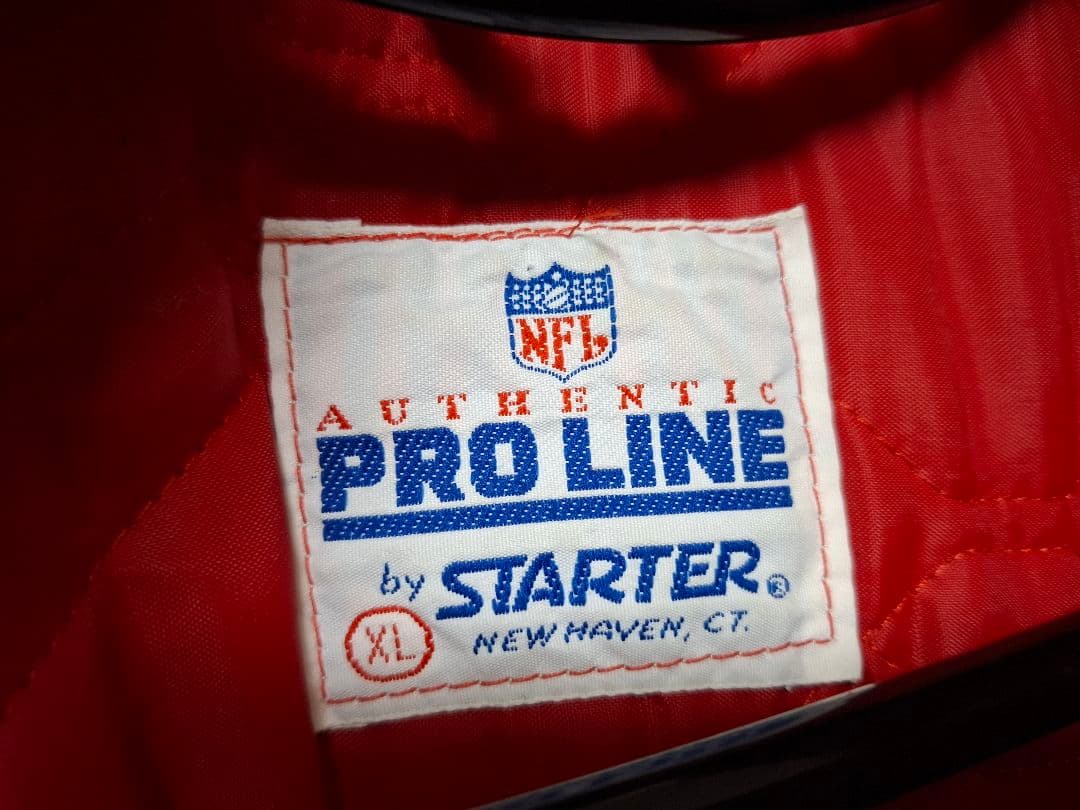 NFL
AUTHENTIC
PRO LINE
by STARTER®
XL NEW HAVEN, CT.